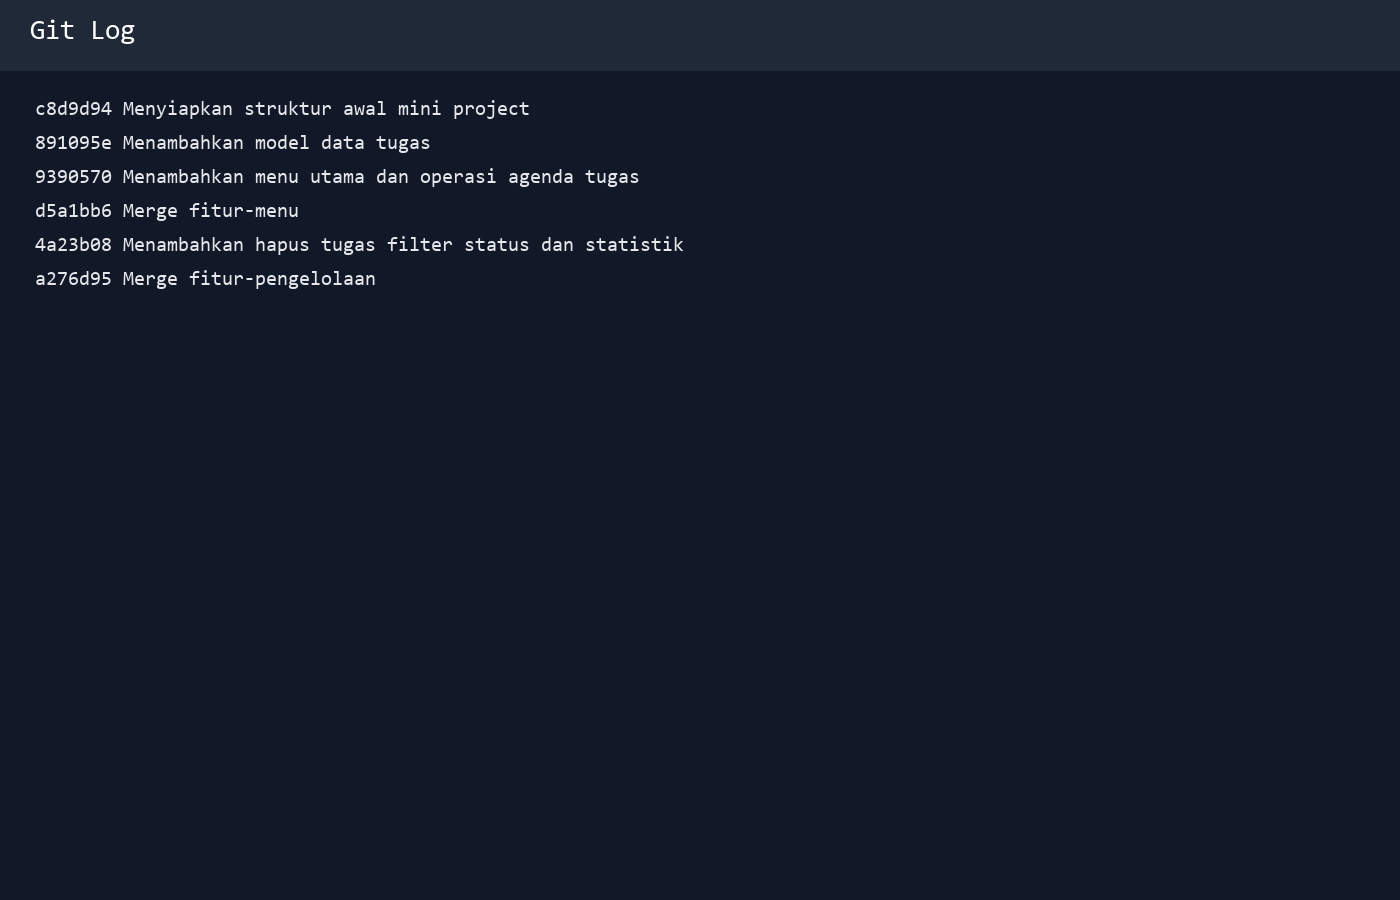 Git Log
c8d9d94 Menyiapkan struktur awal mini project
891095e Menambahkan model data tugas
9390570 Menambahkan menu utama dan operasi agenda tugas
d5a1bb6 Merge fitur-menu
4a23b08 Menambahkan hapus tugas filter status dan statistik
a276d95 Merge fitur-pengelolaan